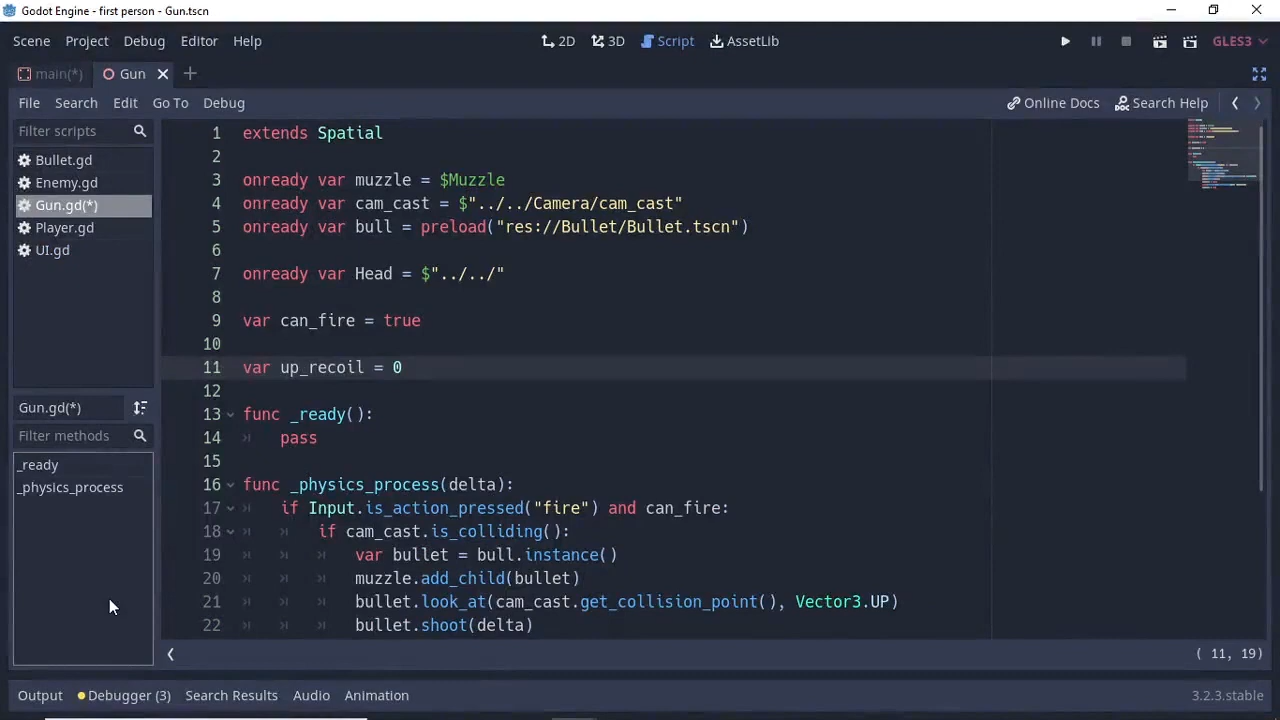 Godot Engine - first person - Gun.tscn
Scene Project Debug Editor Help 2D 3D Script AssetLib GLES3
main(*) Gun
File Search Edit Go To Debug Online Docs Search Help
Filter scripts
Bullet.gd
Enemy.gd
Gun.gd(*)
Player.gd
UI.gd
Gun.gd(*)
Filter methods
_ready
_physics_process
1 extends Spatial
2
3 onready var muzzle = $Muzzle
4 onready var cam_cast = $"../../Camera/cam_cast"
5 onready var bull = preload("res://Bullet/Bullet.tscn")
6
7 onready var Head = $"../../"
8
9 var can_fire = true
10
11 var up_recoil = 0
12
13 func _ready():
14 pass
15
16 func _physics_process(delta):
17 if Input.is_action_pressed("fire") and can_fire:
18 if cam_cast.is_colliding():
19 var bullet = bull.instance()
20 muzzle.add_child(bullet)
21 bullet.look_at(cam_cast.get_collision_point(), Vector3.UP)
22 bullet.shoot(delta)
( 11, 19)
Output Debugger (3) Search Results Audio Animation 3.2.3.stable